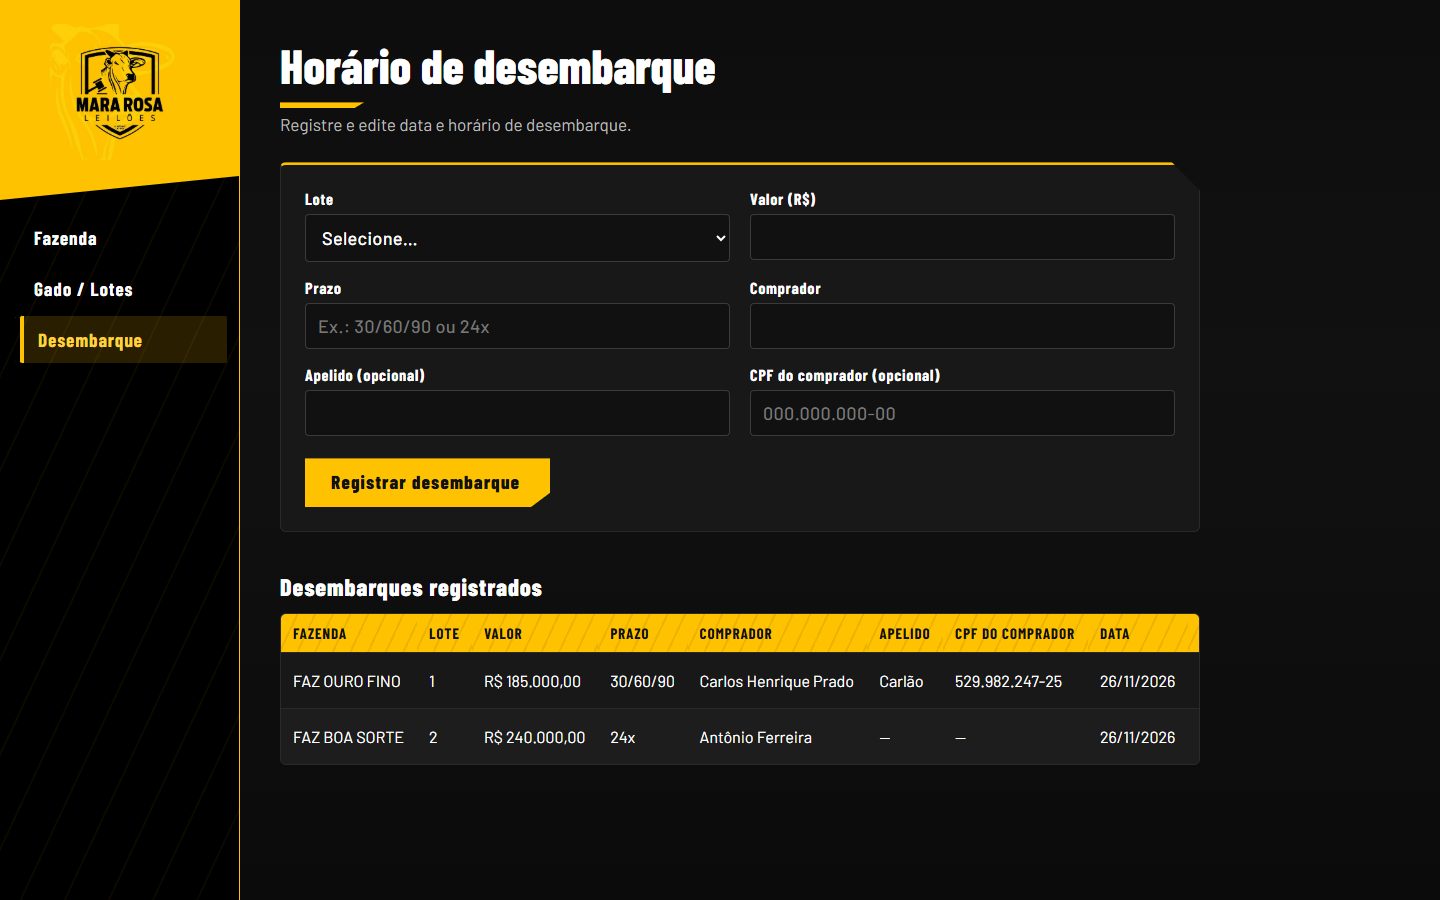 MARA ROSA
LEILÕES
Fazenda
Gado / Lotes
Desembarque
Horário de desembarque
Registre e edite data e horário de desembarque.
Lote
Valor (R$)
Selecione...
Prazo
Comprador
Ex.: 30/60/90 ou 24x
Apelido (opcional)
CPF do comprador (opcional)
000.000.000-00
Registrar desembarque
Desembarques registrados
FAZENDA LOTE VALOR PRAZO COMPRADOR APELIDO CPF DO COMPRADOR DATA
FAZ OURO FINO 1 R$ 185.000,00 30/60/90 Carlos Henrique Prado Carlão 529.982.247-25 26/11/2026
FAZ BOA SORTE 2 R$ 240.000,00 24x Antônio Ferreira — — 26/11/2026